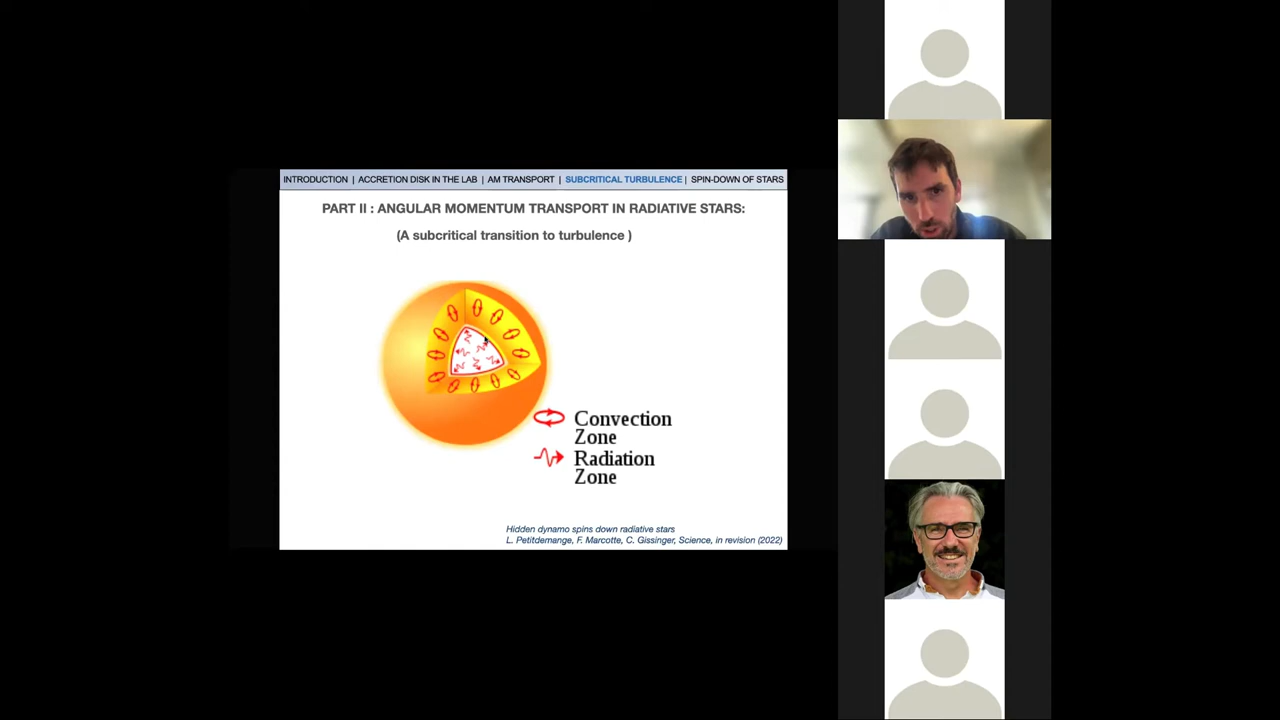 INTRODUCTION | ACCRETION DISK IN THE LAB | AM TRANSPORT | SUBCRITICAL TURBULENCE | SPIN-DOWN OF STARS
PART II : ANGULAR MOMENTUM TRANSPORT IN RADIATIVE STARS:
(A subcritical transition to turbulence )
Convection
Zone
Radiation
Zone
Hidden dynamo spins down radiative stars
L. Petitdemange, F. Marcotte, C. Gissinger, Science, in revision (2022)